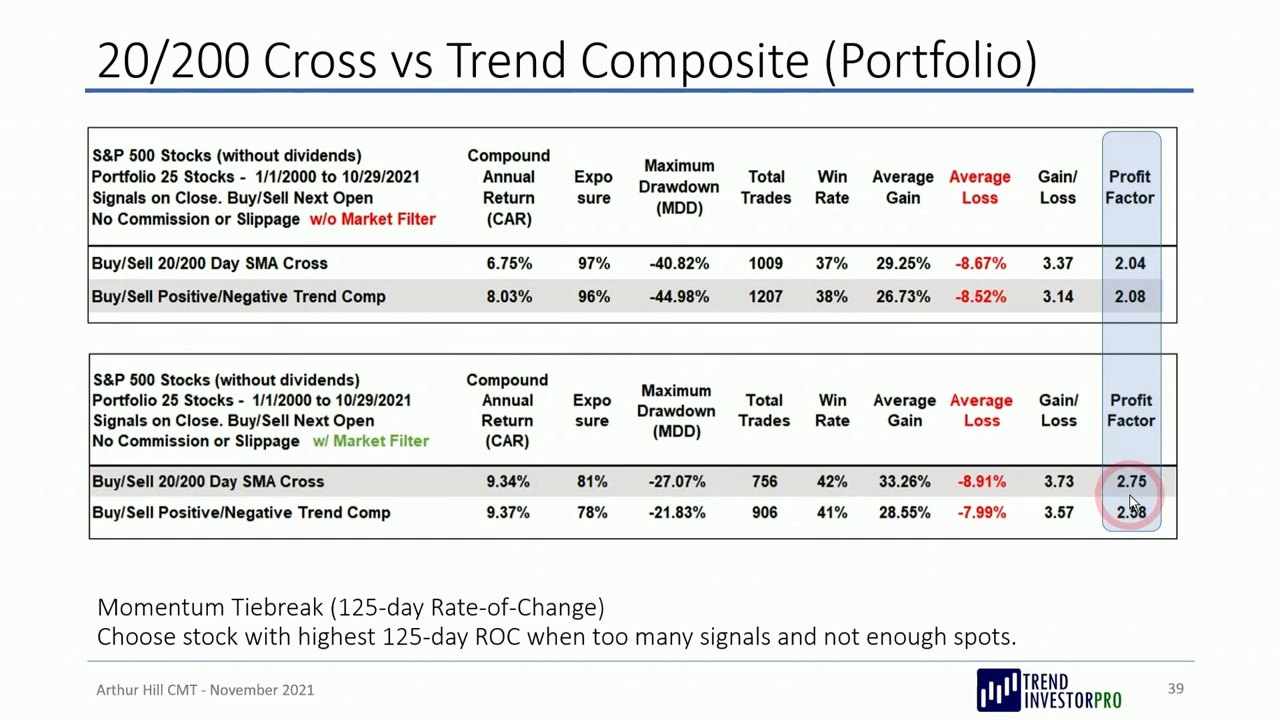 20/200 Cross vs Trend Composite (Portfolio)
S&P 500 Stocks (without dividends)
Portfolio 25 Stocks - 1/1/2000 to 10/29/2021
Signals on Close. Buy/Sell Next Open
No Commission or Slippage w/o Market Filter
Compound Annual Return (CAR)
Expo sure
Maximum Drawdown (MDD)
Total Trades
Win Rate
Average Gain
Average Loss
Gain/ Loss
Profit Factor
Buy/Sell 20/200 Day SMA Cross 6.75% 97% -40.82% 1009 37% 29.25% -8.67% 3.37 2.04
Buy/Sell Positive/Negative Trend Comp 8.03% 96% -44.98% 1207 38% 26.73% -8.52% 3.14 2.08
S&P 500 Stocks (without dividends)
Portfolio 25 Stocks - 1/1/2000 to 10/29/2021
Signals on Close. Buy/Sell Next Open
No Commission or Slippage w/ Market Filter
Compound Annual Return (CAR)
Expo sure
Maximum Drawdown (MDD)
Total Trades
Win Rate
Average Gain
Average Loss
Gain/ Loss
Profit Factor
Buy/Sell 20/200 Day SMA Cross 9.34% 81% -27.07% 756 42% 33.26% -8.91% 3.73 2.75
Buy/Sell Positive/Negative Trend Comp 9.37% 78% -21.83% 906 41% 28.55% -7.99% 3.57
Momentum Tiebreak (125-day Rate-of-Change)
Choose stock with highest 125-day ROC when too many signals and not enough spots.
Arthur Hill CMT - November 2021
TREND
INVESTORPRO
39